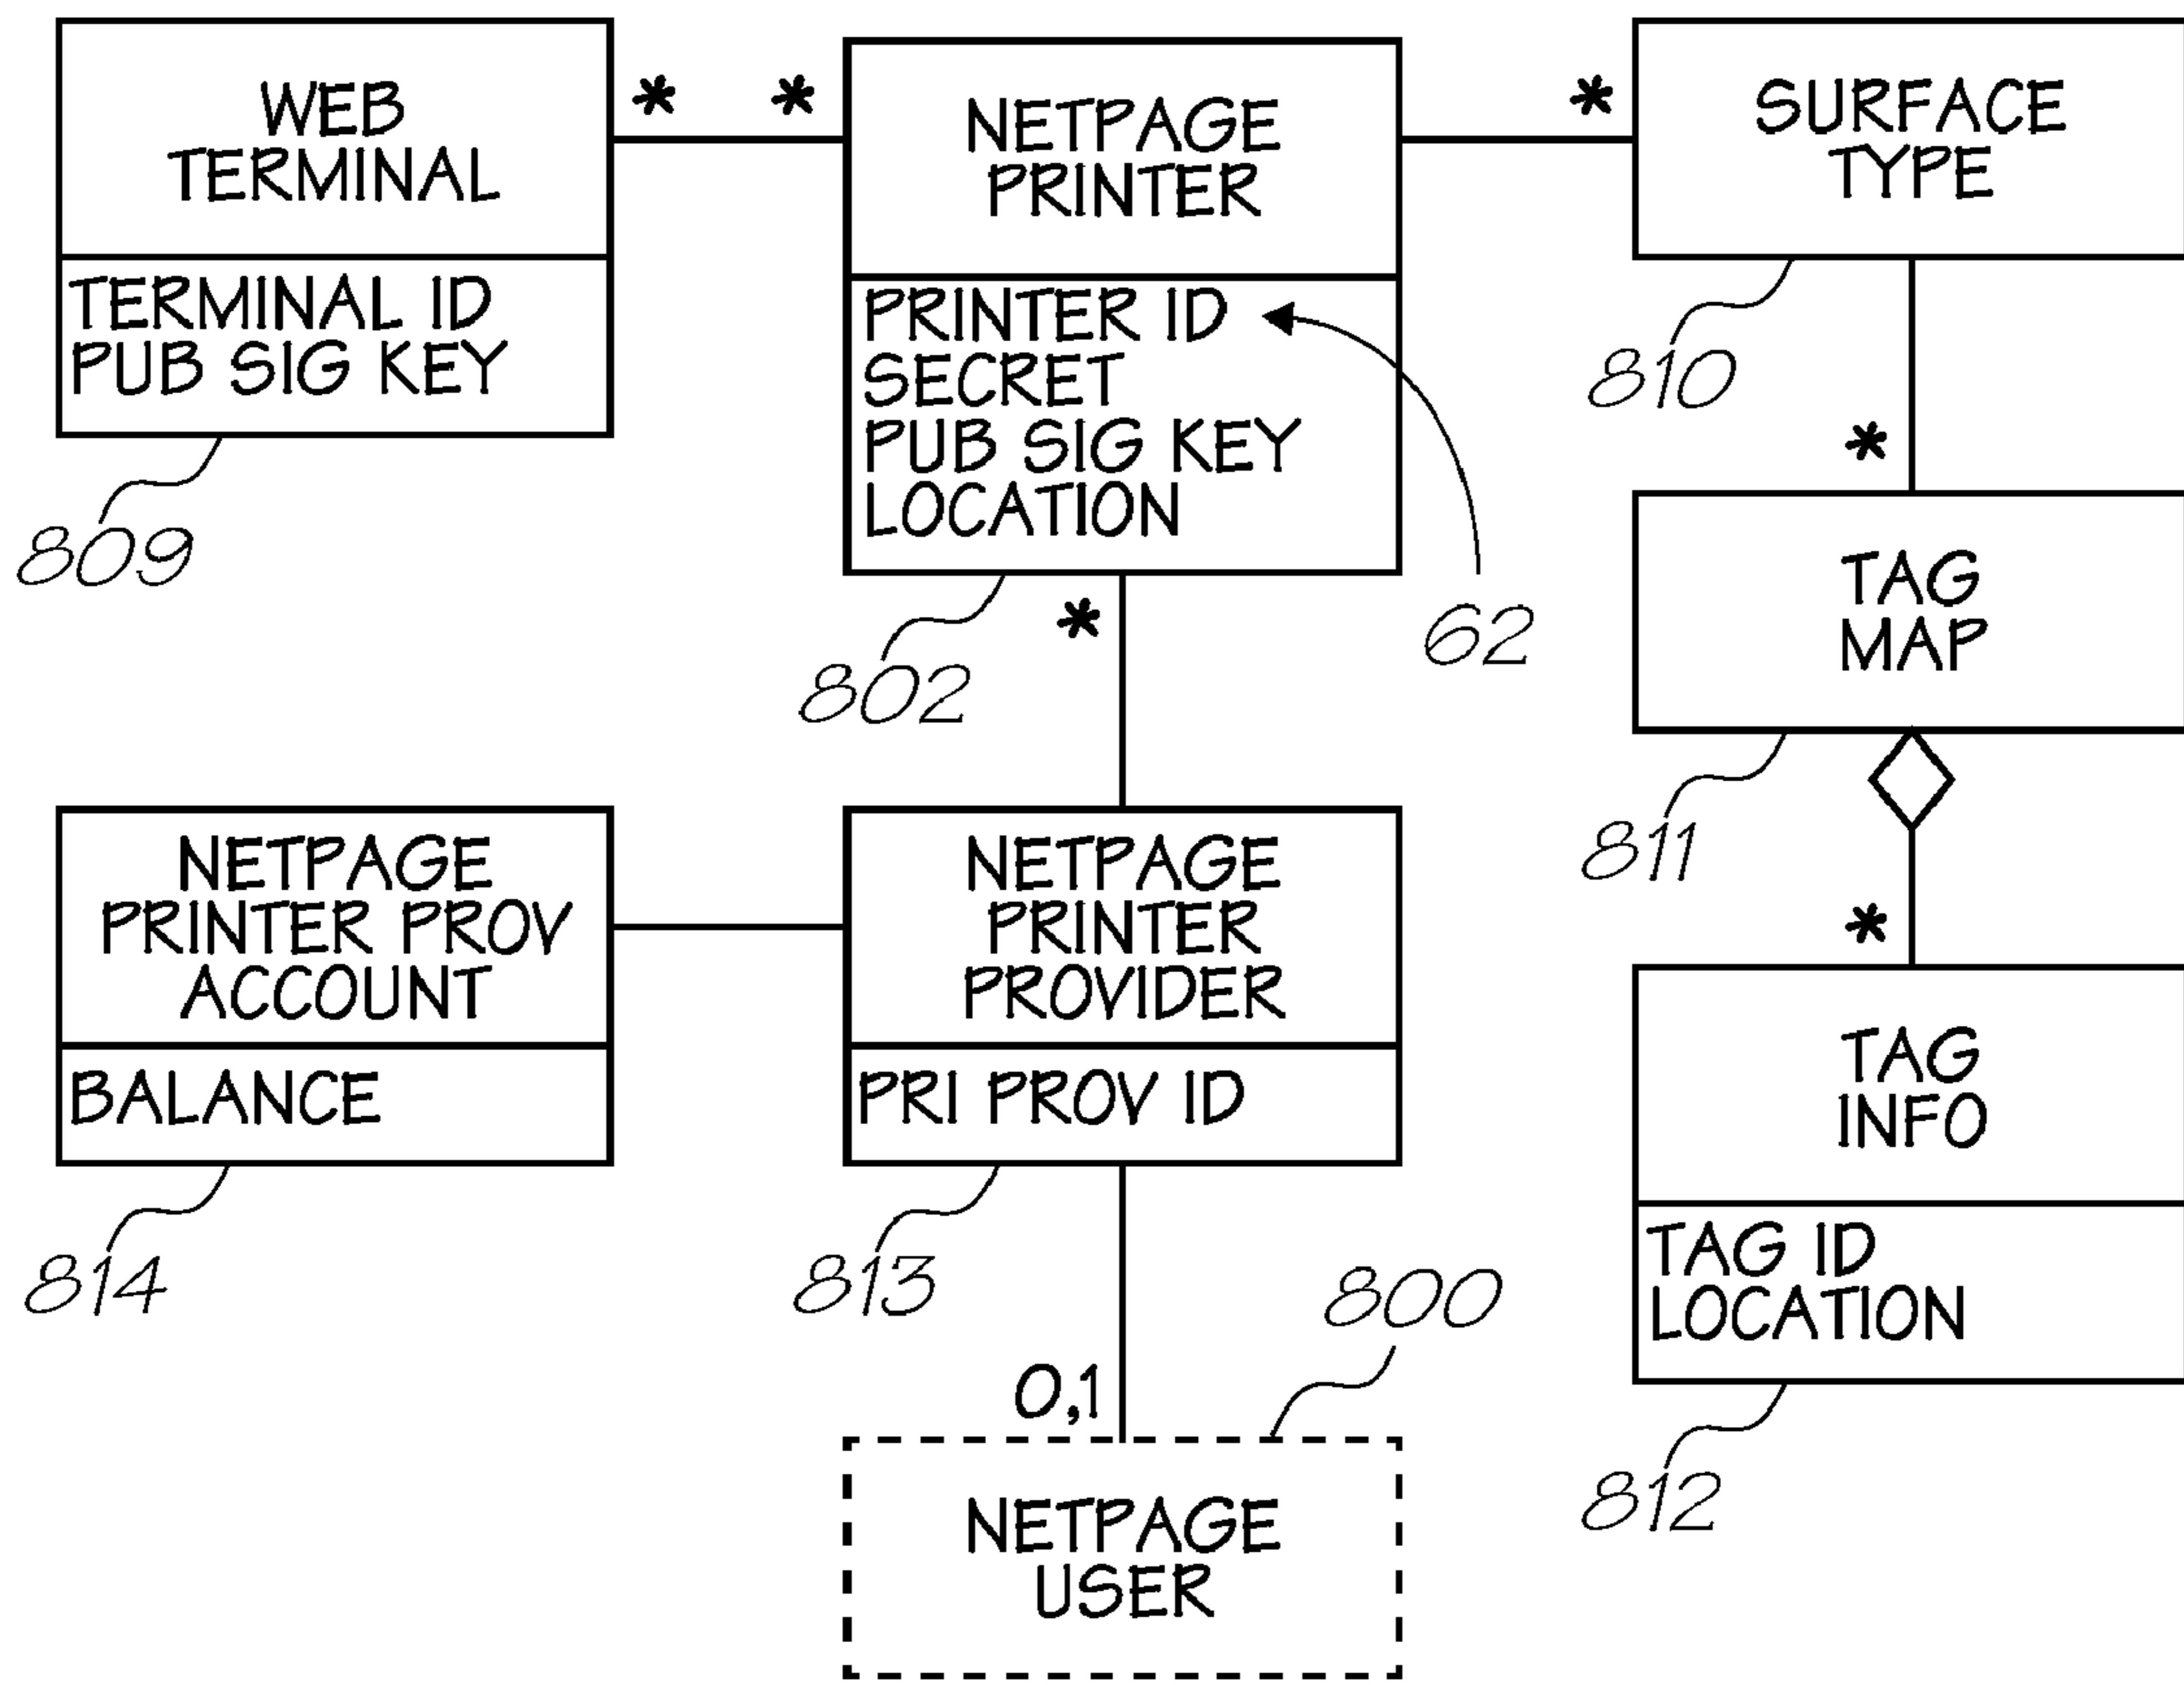 WEB
TERMINAL
TERMINAL ID
PUB SIG KEY
809
*
*
NETPAGE
PRINTER
PRINTER ID
SECRET
PUB SIG KEY
LOCATION
802
62
*
*
SURFACE
TYPE
810
*
TAG
MAP
811
*
TAG
INFO
TAG ID
LOCATION
812
NETPAGE
PRINTER PROV
ACCOUNT
BALANCE
814
NETPAGE
PRINTER
PROVIDER
PRI PROV ID
813
800
0,1
NETPAGE
USER